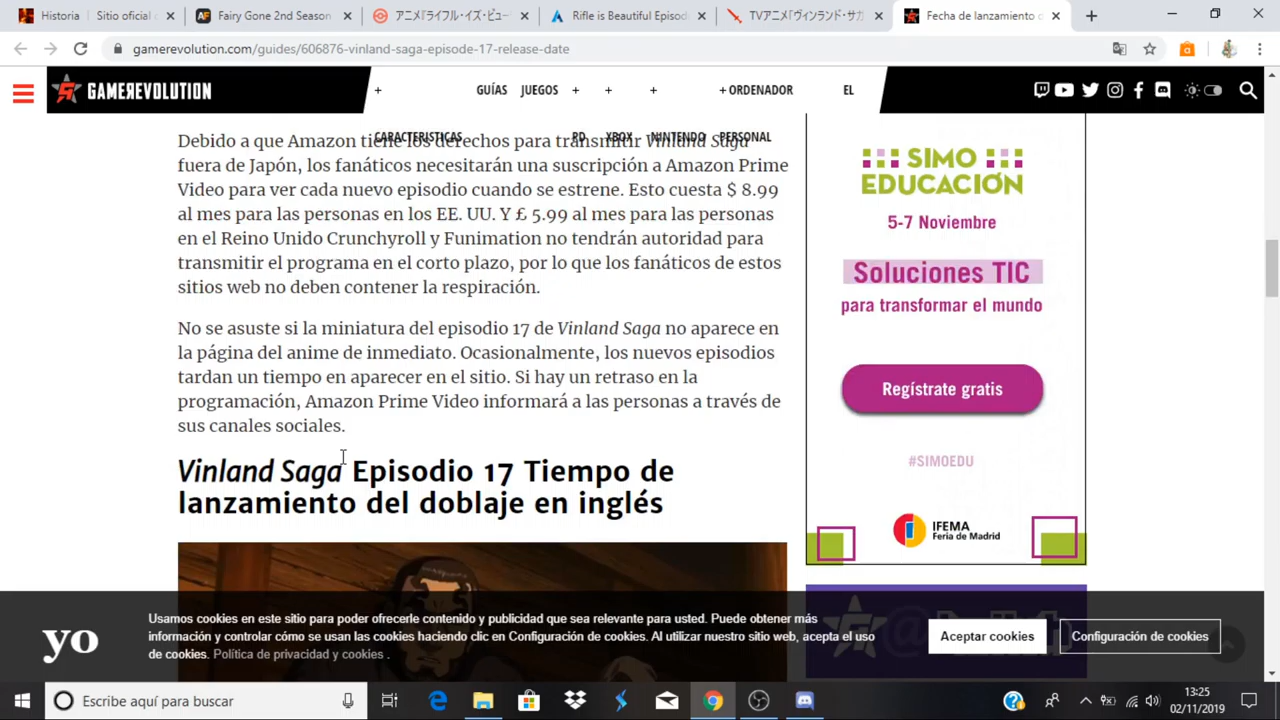 Historia | Sitio oficial d
Fairy Gone 2nd Season
アニメ『ライフル・イズ・ビュー
Rifle is Beautiful Episod
TVアニメ「ヴィンランド・サガ
Fecha de lanzamiento d
gamerevolution.com/guides/606876-vinland-saga-episode-17-release-date
GAMEREVOLUTION
+ GUÍAS JUEGOS + + + + ORDENADOR EL
CARACTERISTICAS PD XBOX NINTENDO PERSONAL
Debido a que Amazon tiene los derechos para transmitir Vinland Saga
fuera de Japón, los fanáticos necesitarán una suscripción a Amazon Prime
Video para ver cada nuevo episodio cuando se estrene. Esto cuesta $ 8.99
al mes para las personas en los EE. UU. Y £ 5.99 al mes para las personas
en el Reino Unido Crunchyroll y Funimation no tendrán autoridad para
transmitir el programa en el corto plazo, por lo que los fanáticos de estos
sitios web no deben contener la respiración.
No se asuste si la miniatura del episodio 17 de Vinland Saga no aparece en
la página del anime de inmediato. Ocasionalmente, los nuevos episodios
tardan un tiempo en aparecer en el sitio. Si hay un retraso en la
programación, Amazon Prime Video informará a las personas a través de
sus canales sociales.
Vinland Saga Episodio 17 Tiempo de
lanzamiento del doblaje en inglés
SIMO
EDUCACIÓN
5-7 Noviembre
Soluciones TIC
para transformar el mundo
Regístrate gratis
#SIMOEDU
IFEMA
Feria de Madrid
yo
Usamos cookies en este sitio para poder ofrecerle contenido y publicidad que sea relevante para usted. Puede obtener más
información y controlar cómo se usan las cookies haciendo clic en Configuración de cookies. Al utilizar nuestro sitio web, acepta el uso
de cookies. Política de privacidad y cookies .
Aceptar cookies
Configuración de cookies
Escribe aquí para buscar
13:25
02/11/2019